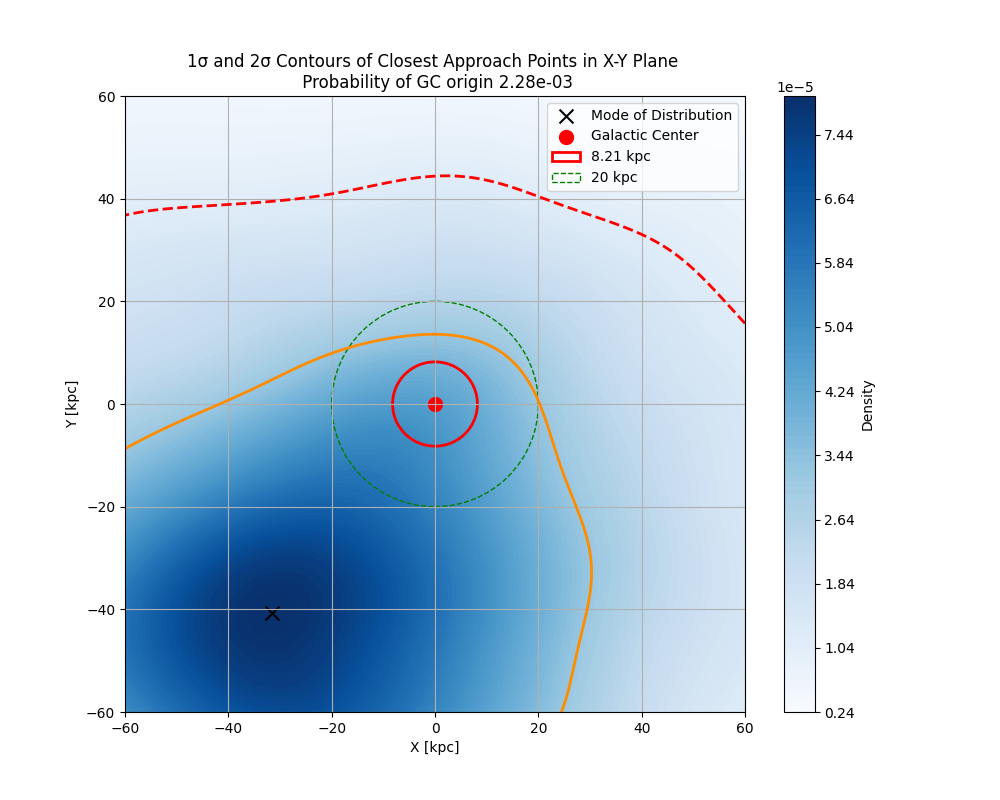 1σ and 2σ Contours of Closest Approach Points in X-Y Plane
Probability of GC origin 2.28e-03
1e−5
Mode of Distribution
Galactic Center
8.21 kpc
20 kpc
60
40
20
0
−20
−40
−60
Y [kpc]
−60 −40 −20 0 20 40 60
X [kpc]
7.44
6.64
5.84
5.04
4.24
3.44
2.64
1.84
1.04
0.24
Density